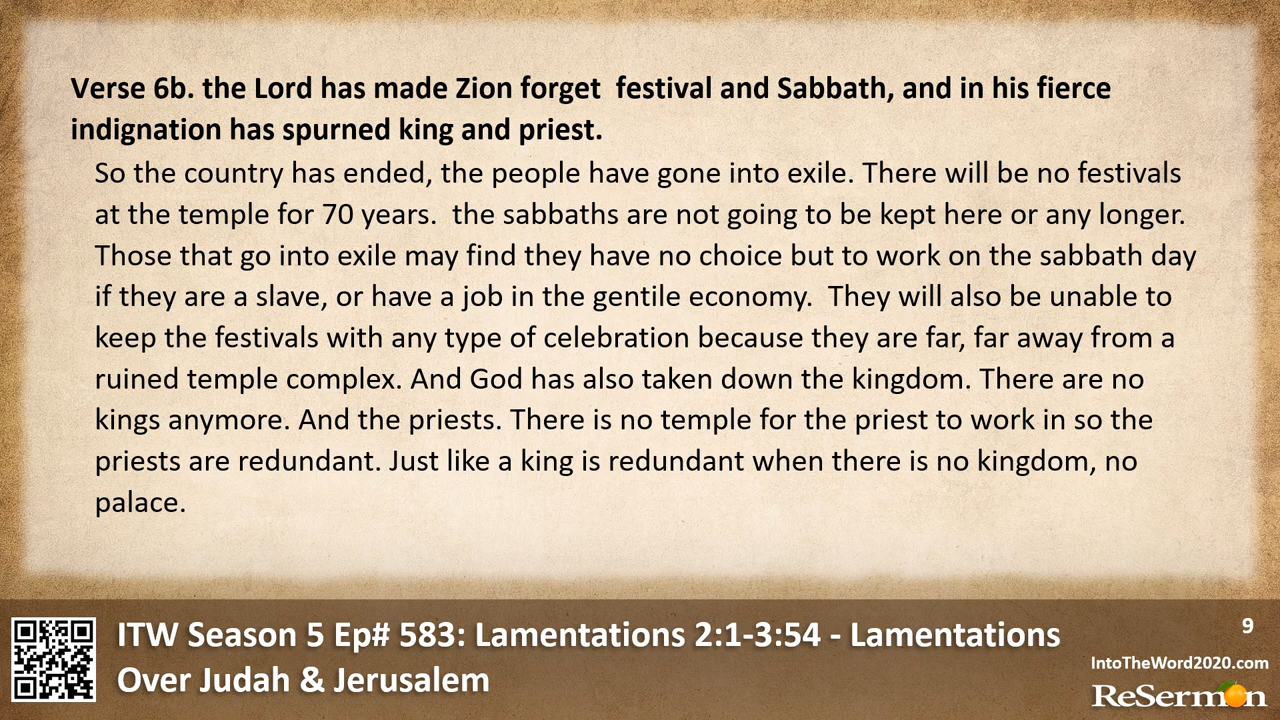 Verse 6b. the Lord has made Zion forget  festival and Sabbath, and in his fierce
indignation has spurned king and priest.
So the country has ended, the people have gone into exile. There will be no festivals
at the temple for 70 years.  the sabbaths are not going to be kept here or any longer.
Those that go into exile may find they have no choice but to work on the sabbath day
if they are a slave, or have a job in the gentile economy.  They will also be unable to
keep the festivals with any type of celebration because they are far, far away from a
ruined temple complex. And God has also taken down the kingdom. There are no
kings anymore. And the priests. There is no temple for the priest to work in so the
priests are redundant. Just like a king is redundant when there is no kingdom, no
palace.
ITW Season 5 Ep# 583: Lamentations 2:1-3:54 - Lamentations
Over Judah & Jerusalem
9
IntoTheWord2020.com
ReSermon